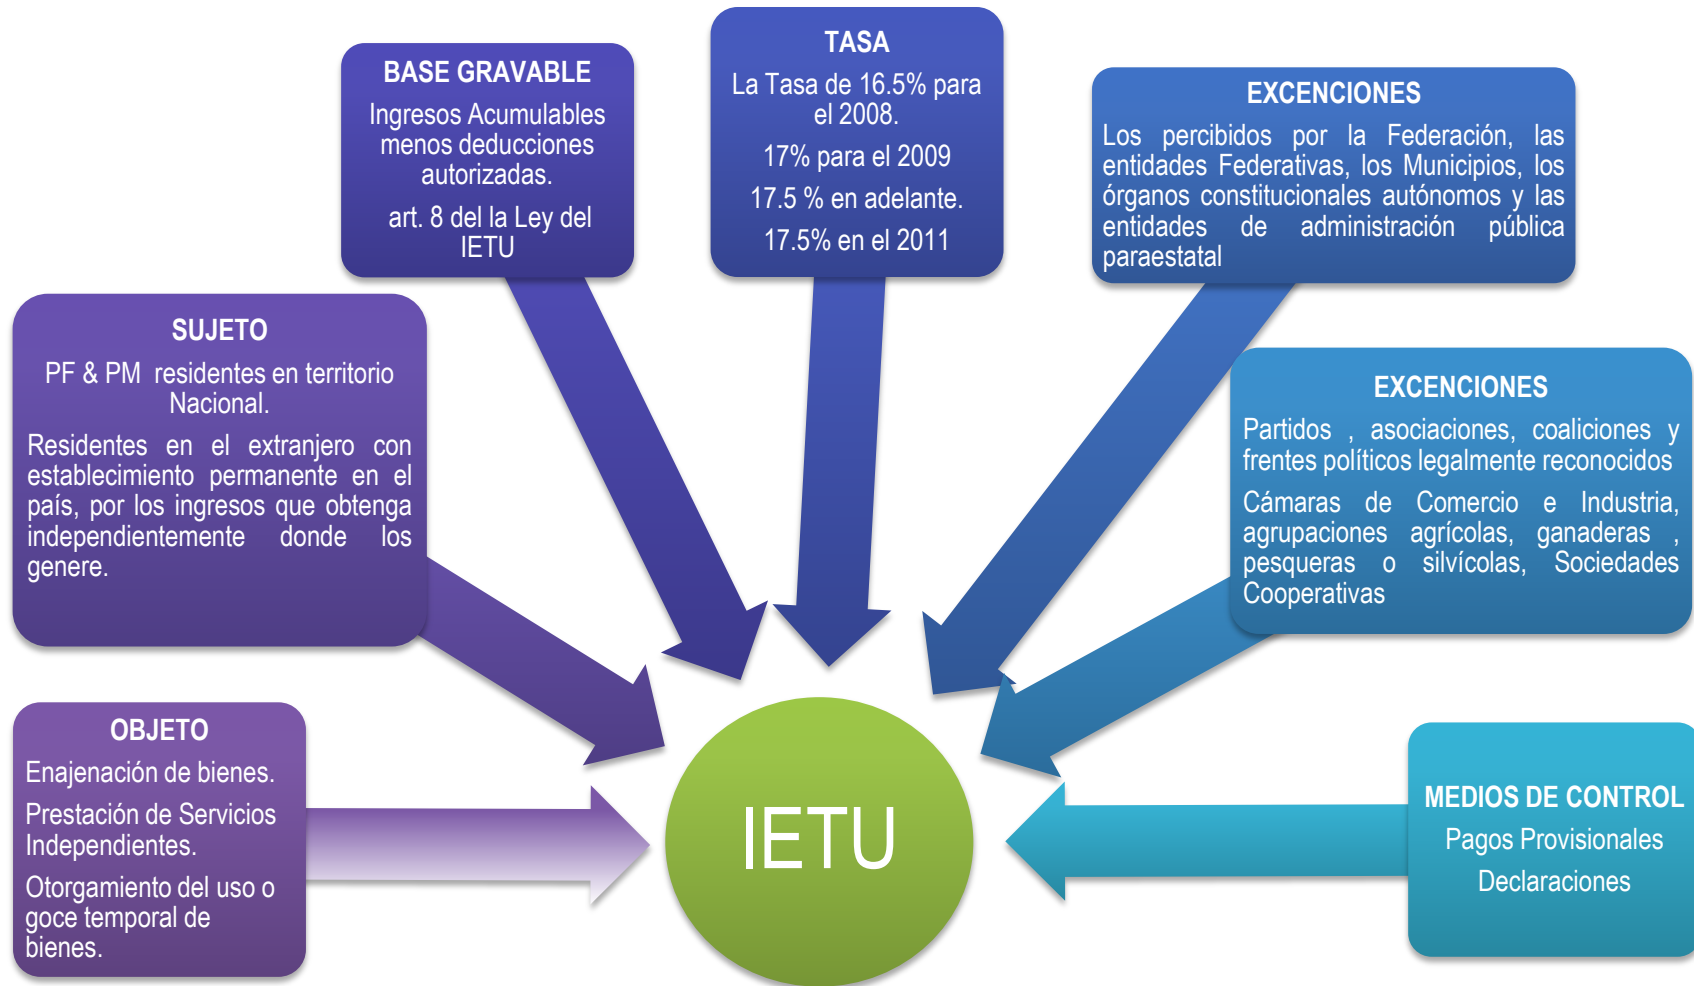 BASE GRAVABLE
Ingresos Acumulables
menos deducciones
autorizadas.
art. 8 del la Ley del
IETU
TASA
La Tasa de 16.5% para
el 2008.
17% para el 2009
17.5 % en adelante.
17.5% en el 2011
EXCENCIONES
Los percibidos por la Federación, las
entidades Federativas, los Municipios, los
órganos constitucionales autónomos y las
entidades de administración pública
paraestatal
SUJETO
PF & PM residentes en territorio
Nacional.
Residentes en el extranjero con
establecimiento permanente en el
país, por los ingresos que obtenga
independientemente donde los
genere.
EXCENCIONES
Partidos , asociaciones, coaliciones y
frentes políticos legalmente reconocidos
Cámaras de Comercio e Industria,
agrupaciones agrícolas, ganaderas ,
pesqueras o silvícolas, Sociedades
Cooperativas
OBJETO
Enajenación de bienes.
Prestación de Servicios
Independientes.
Otorgamiento del uso o
goce temporal de
bienes.
IETU
MEDIOS DE CONTROL
Pagos Provisionales
Declaraciones